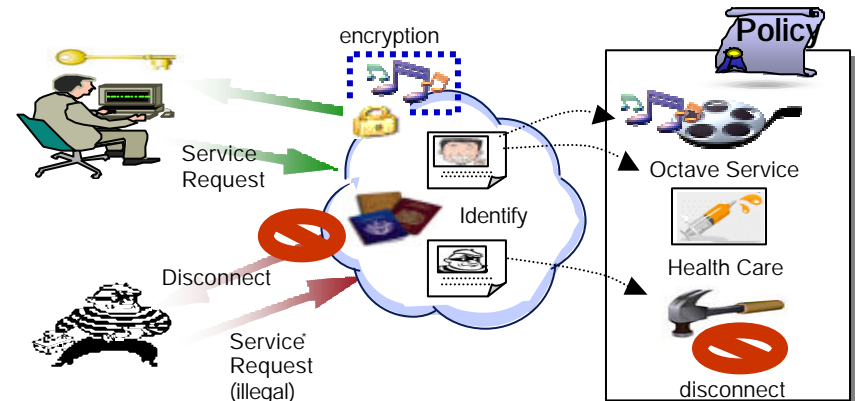 encryption
Policy
Service
Request
Octave Service
Identify
Disconnect
Health Care
Service*
Request
(illegal)
disconnect